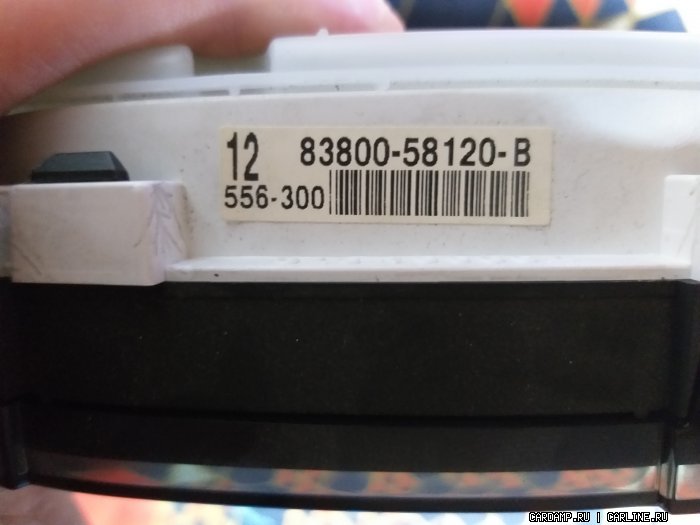 12 83800-58120-B
556-300
CARDAMP.RU | CARLINE.RU